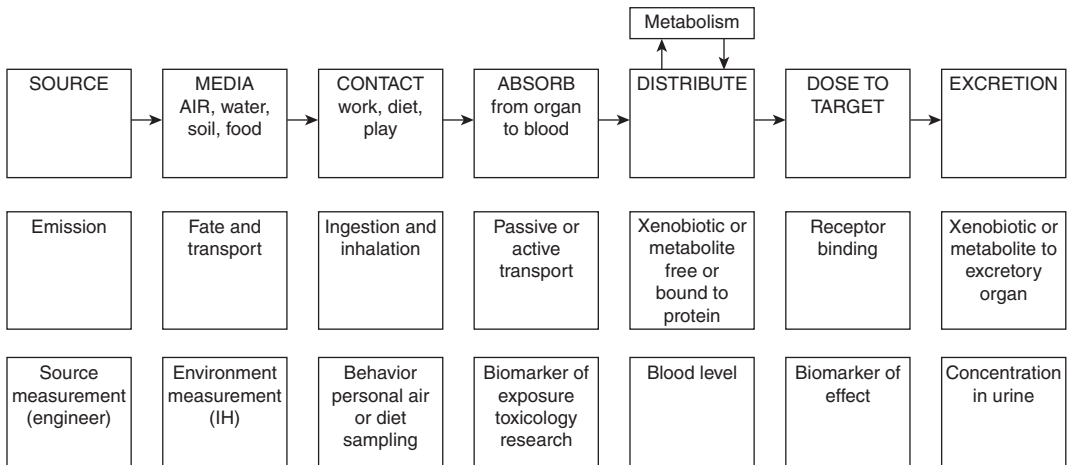 Metabolism
SOURCE
MEDIA
AIR, water,
soil, food
CONTACT
work, diet,
play
ABSORB
from organ
to blood
DISTRIBUTE
DOSE TO
TARGET
EXCRETION
Emission
Fate and
transport
Ingestion and
inhalation
Passive or
active
transport
Xenobiotic or
metabolite
free or
bound to
protein
Receptor
binding
Xenobiotic or
metabolite to
excretory
organ
Source
measurement
(engineer)
Environment
measurement
(IH)
Behavior
personal air
or diet
sampling
Biomarker of
exposure
toxicology
research
Blood level
Biomarker of
effect
Concentration
in urine